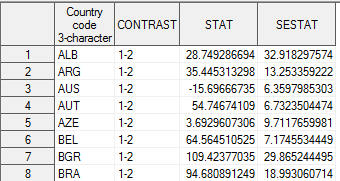 Country code 3-character CONTRAST STAT SESTAT
1 ALB 1-2 28.749286694 32.918297574
2 ARG 1-2 35.445313298 13.253359222
3 AUS 1-2 -15.69666735 6.3597985303
4 AUT 1-2 54.74674109 6.7323504474
5 AZE 1-2 3.6929607306 9.7117659981
6 BEL 1-2 64.564510525 7.1745534449
7 BGR 1-2 109.42377035 29.865244495
8 BRA 1-2 94.680891249 18.993060714